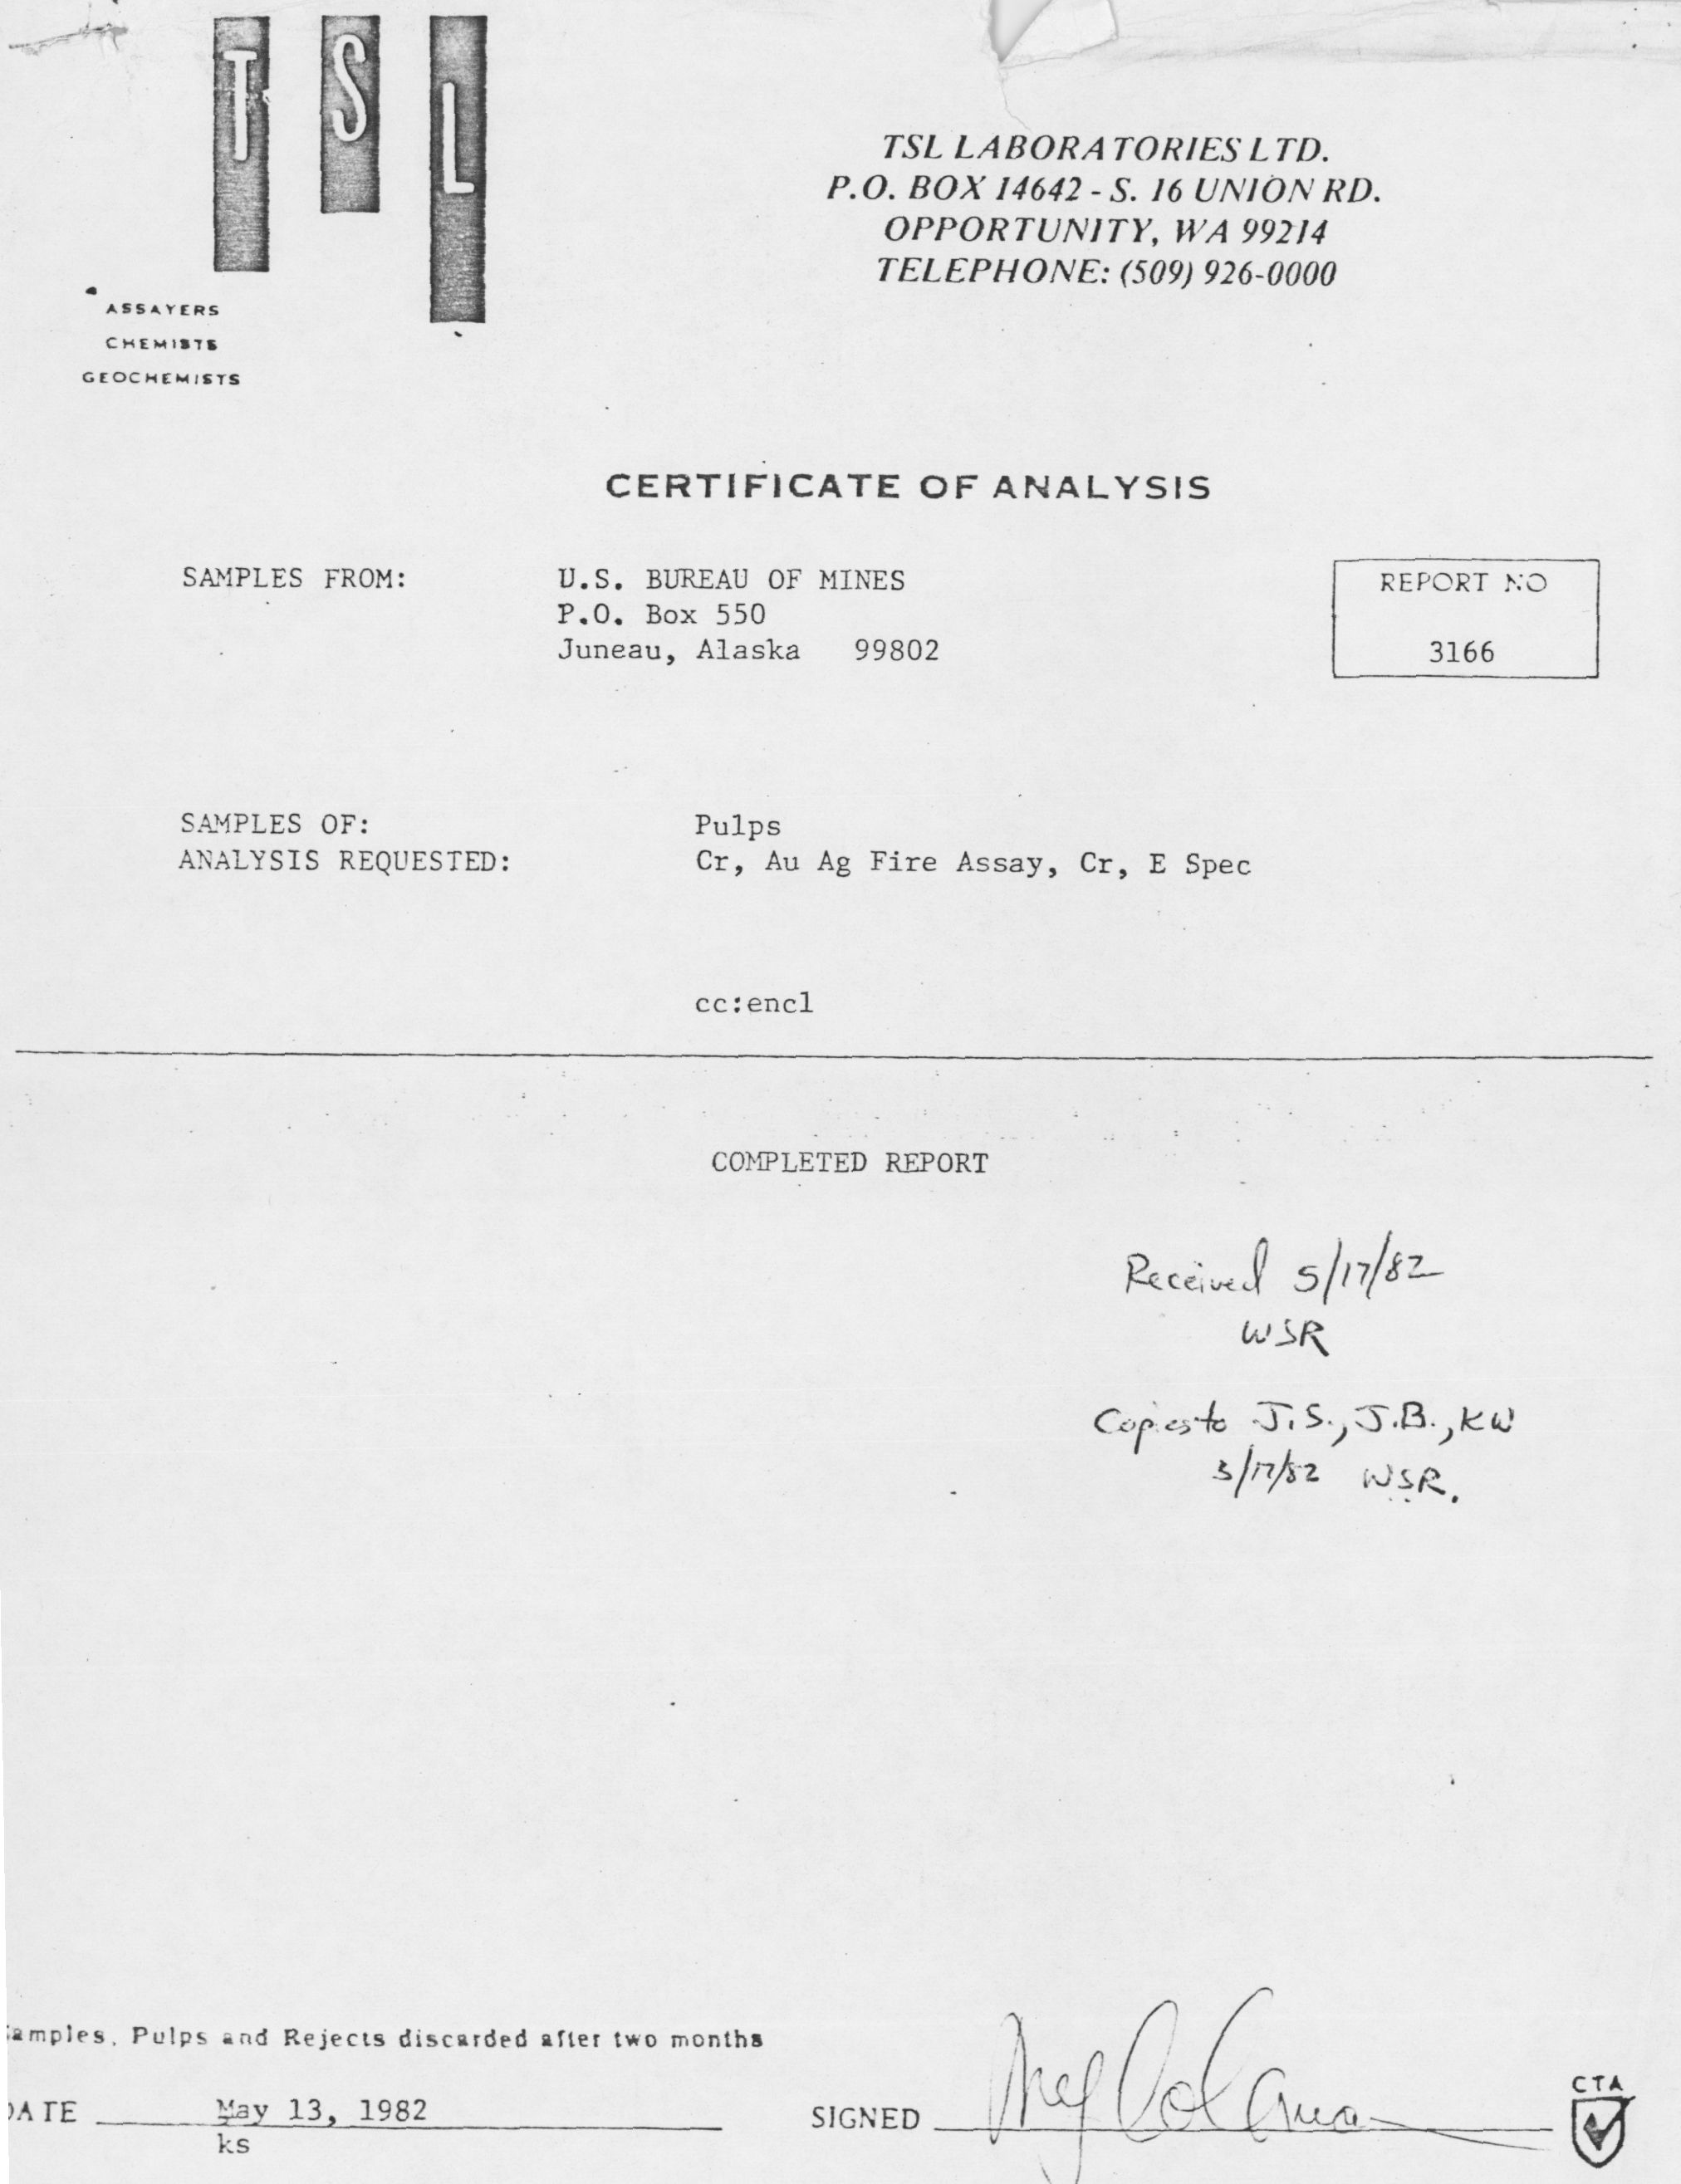 TSL
ASSAYERS
CHEMISTS
GEOCHEMISTS
TSL LABORATORIES LTD.
P.O. BOX 14642 - S. 16 UNION RD.
OPPORTUNITY, WA 99214
TELEPHONE: (509) 926-0000
CERTIFICATE OF ANALYSIS
SAMPLES FROM: U.S. BUREAU OF MINES
P.O. Box 550
Juneau, Alaska 99802
REPORT NO
3166
SAMPLES OF: Pulps
ANALYSIS REQUESTED: Cr, Au Ag Fire Assay, Cr, E Spec
cc:encl
COMPLETED REPORT
Received 5/17/82
WSR
Copies to J.S., J.B., KW
5/17/82 WSR.
amples, Pulps and Rejects discarded after two months
DATE May 13, 1982
ks
SIGNED
CTA